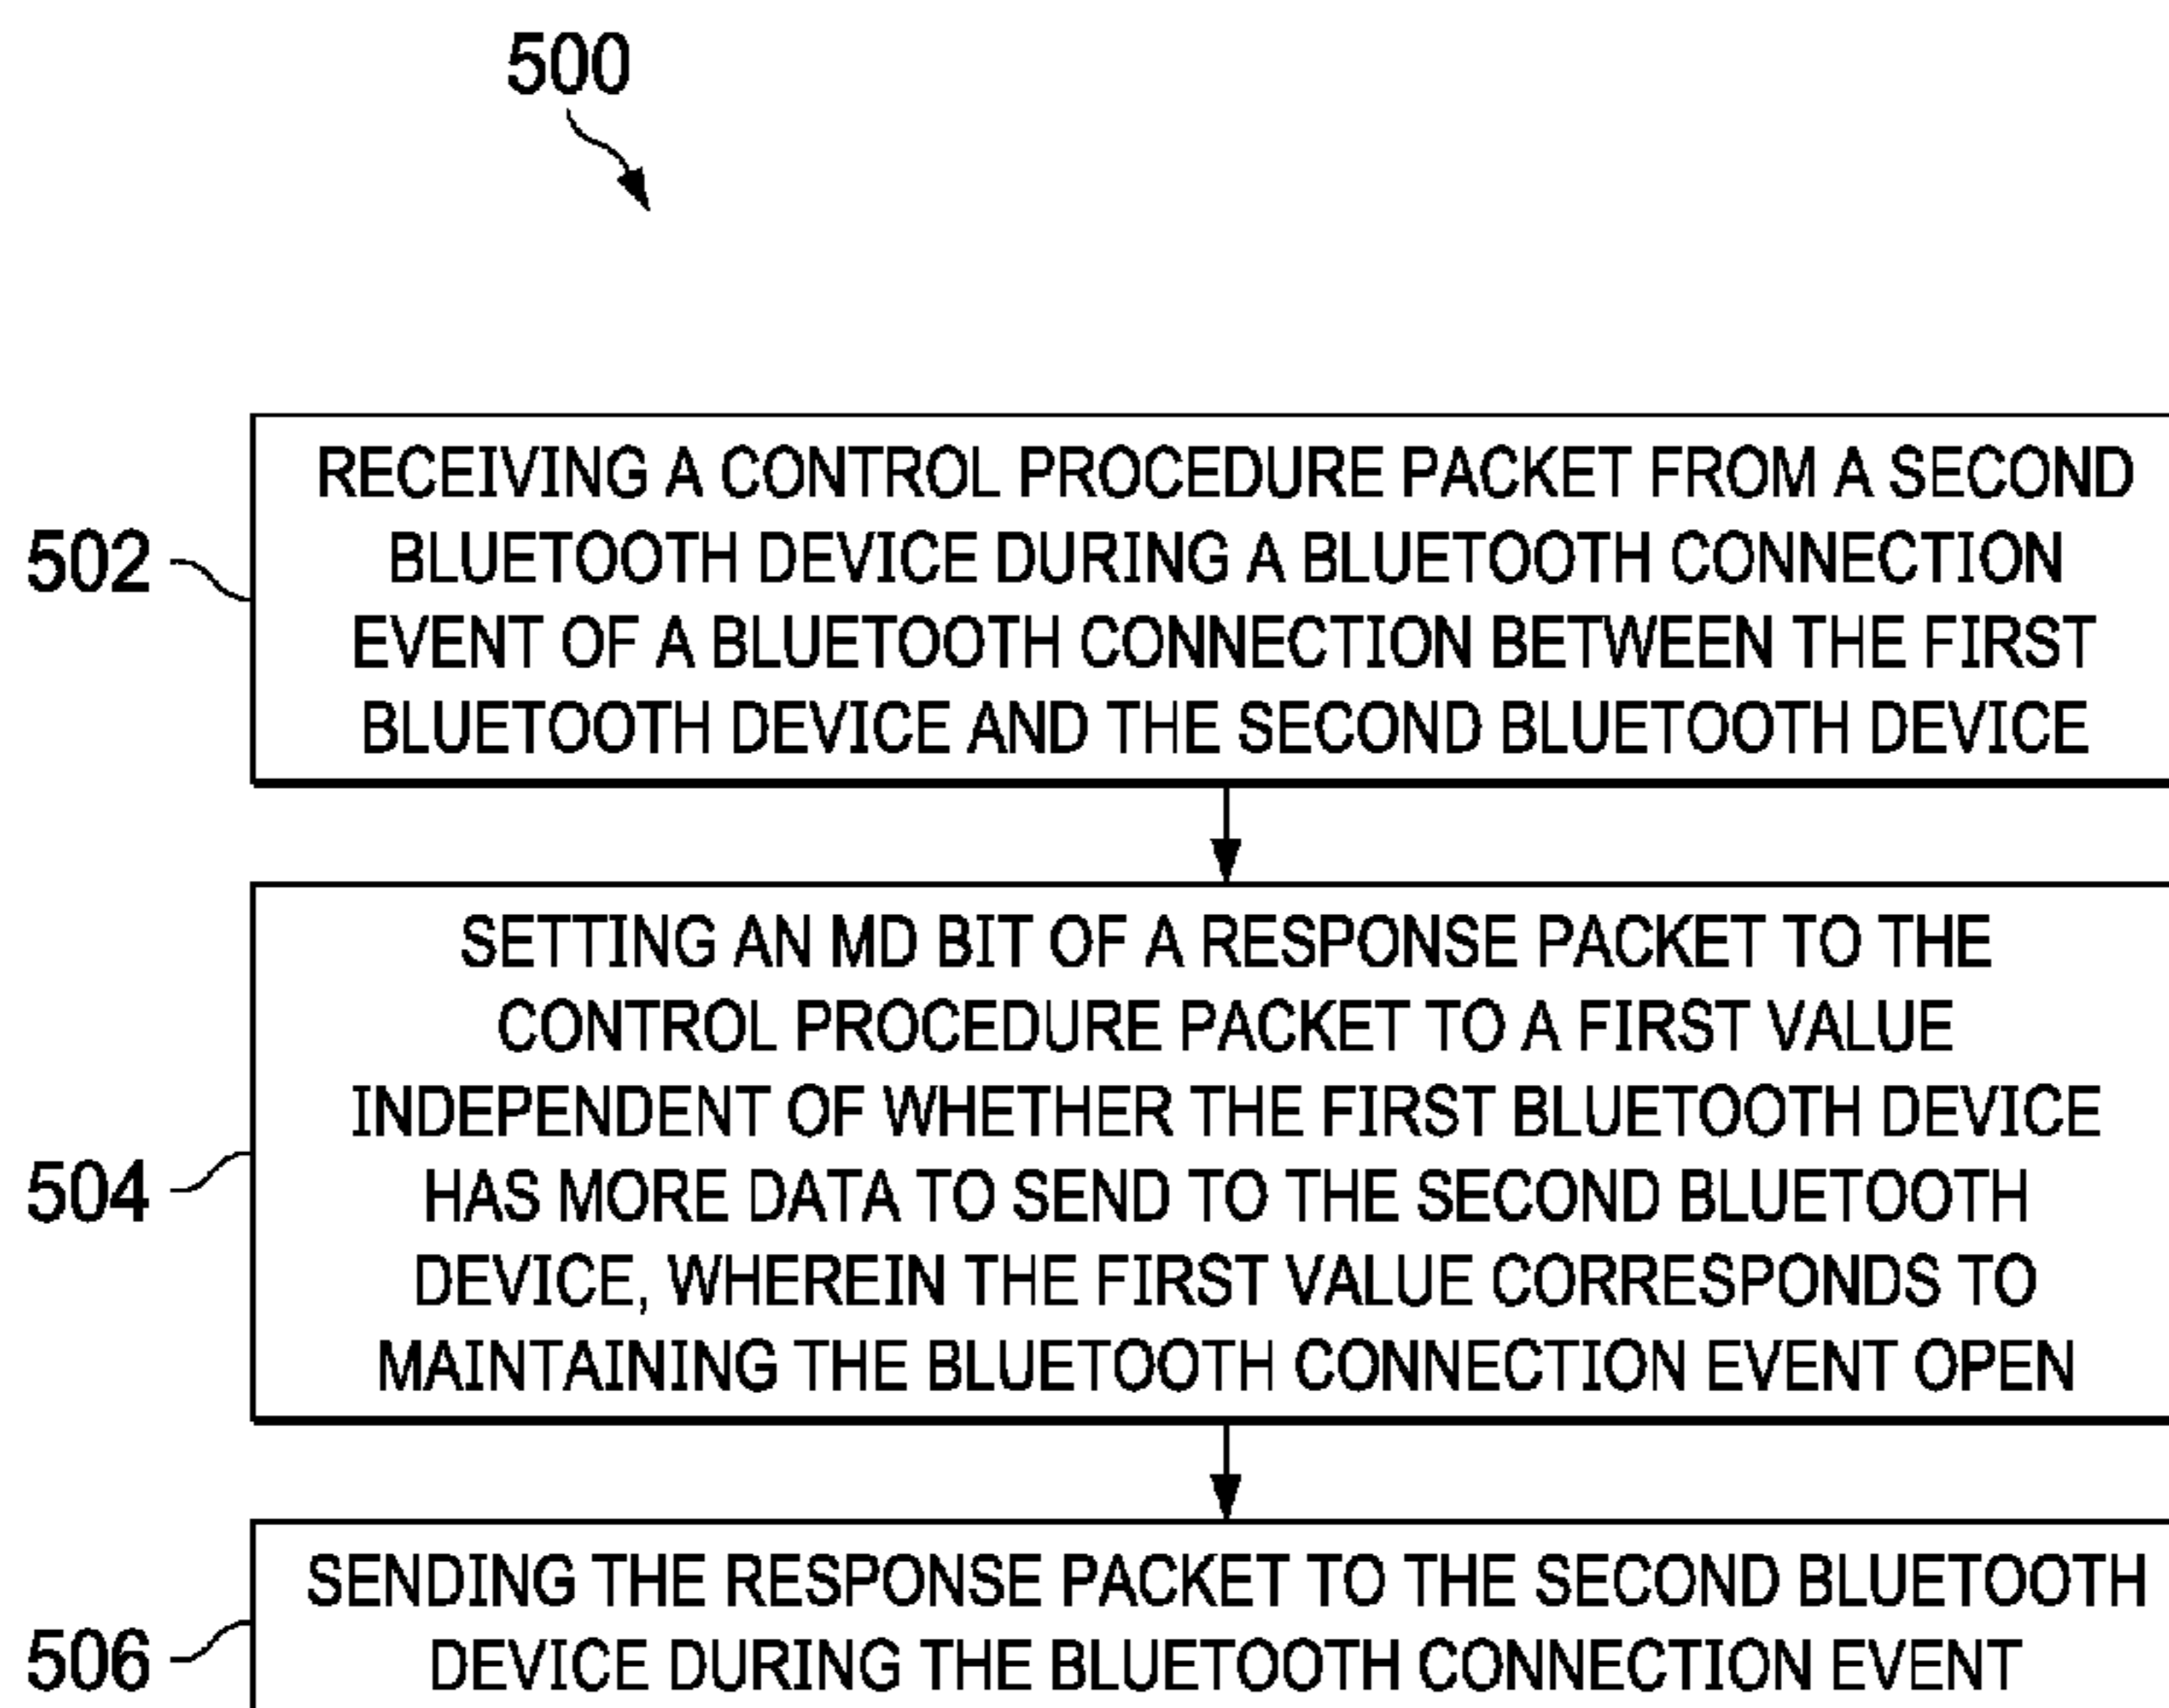 500
502
RECEIVING A CONTROL PROCEDURE PACKET FROM A SECOND
BLUETOOTH DEVICE DURING A BLUETOOTH CONNECTION
EVENT OF A BLUETOOTH CONNECTION BETWEEN THE FIRST
BLUETOOTH DEVICE AND THE SECOND BLUETOOTH DEVICE
504
SETTING AN MD BIT OF A RESPONSE PACKET TO THE
CONTROL PROCEDURE PACKET TO A FIRST VALUE
INDEPENDENT OF WHETHER THE FIRST BLUETOOTH DEVICE
HAS MORE DATA TO SEND TO THE SECOND BLUETOOTH
DEVICE, WHEREIN THE FIRST VALUE CORRESPONDS TO
MAINTAINING THE BLUETOOTH CONNECTION EVENT OPEN
506
SENDING THE RESPONSE PACKET TO THE SECOND BLUETOOTH
DEVICE DURING THE BLUETOOTH CONNECTION EVENT